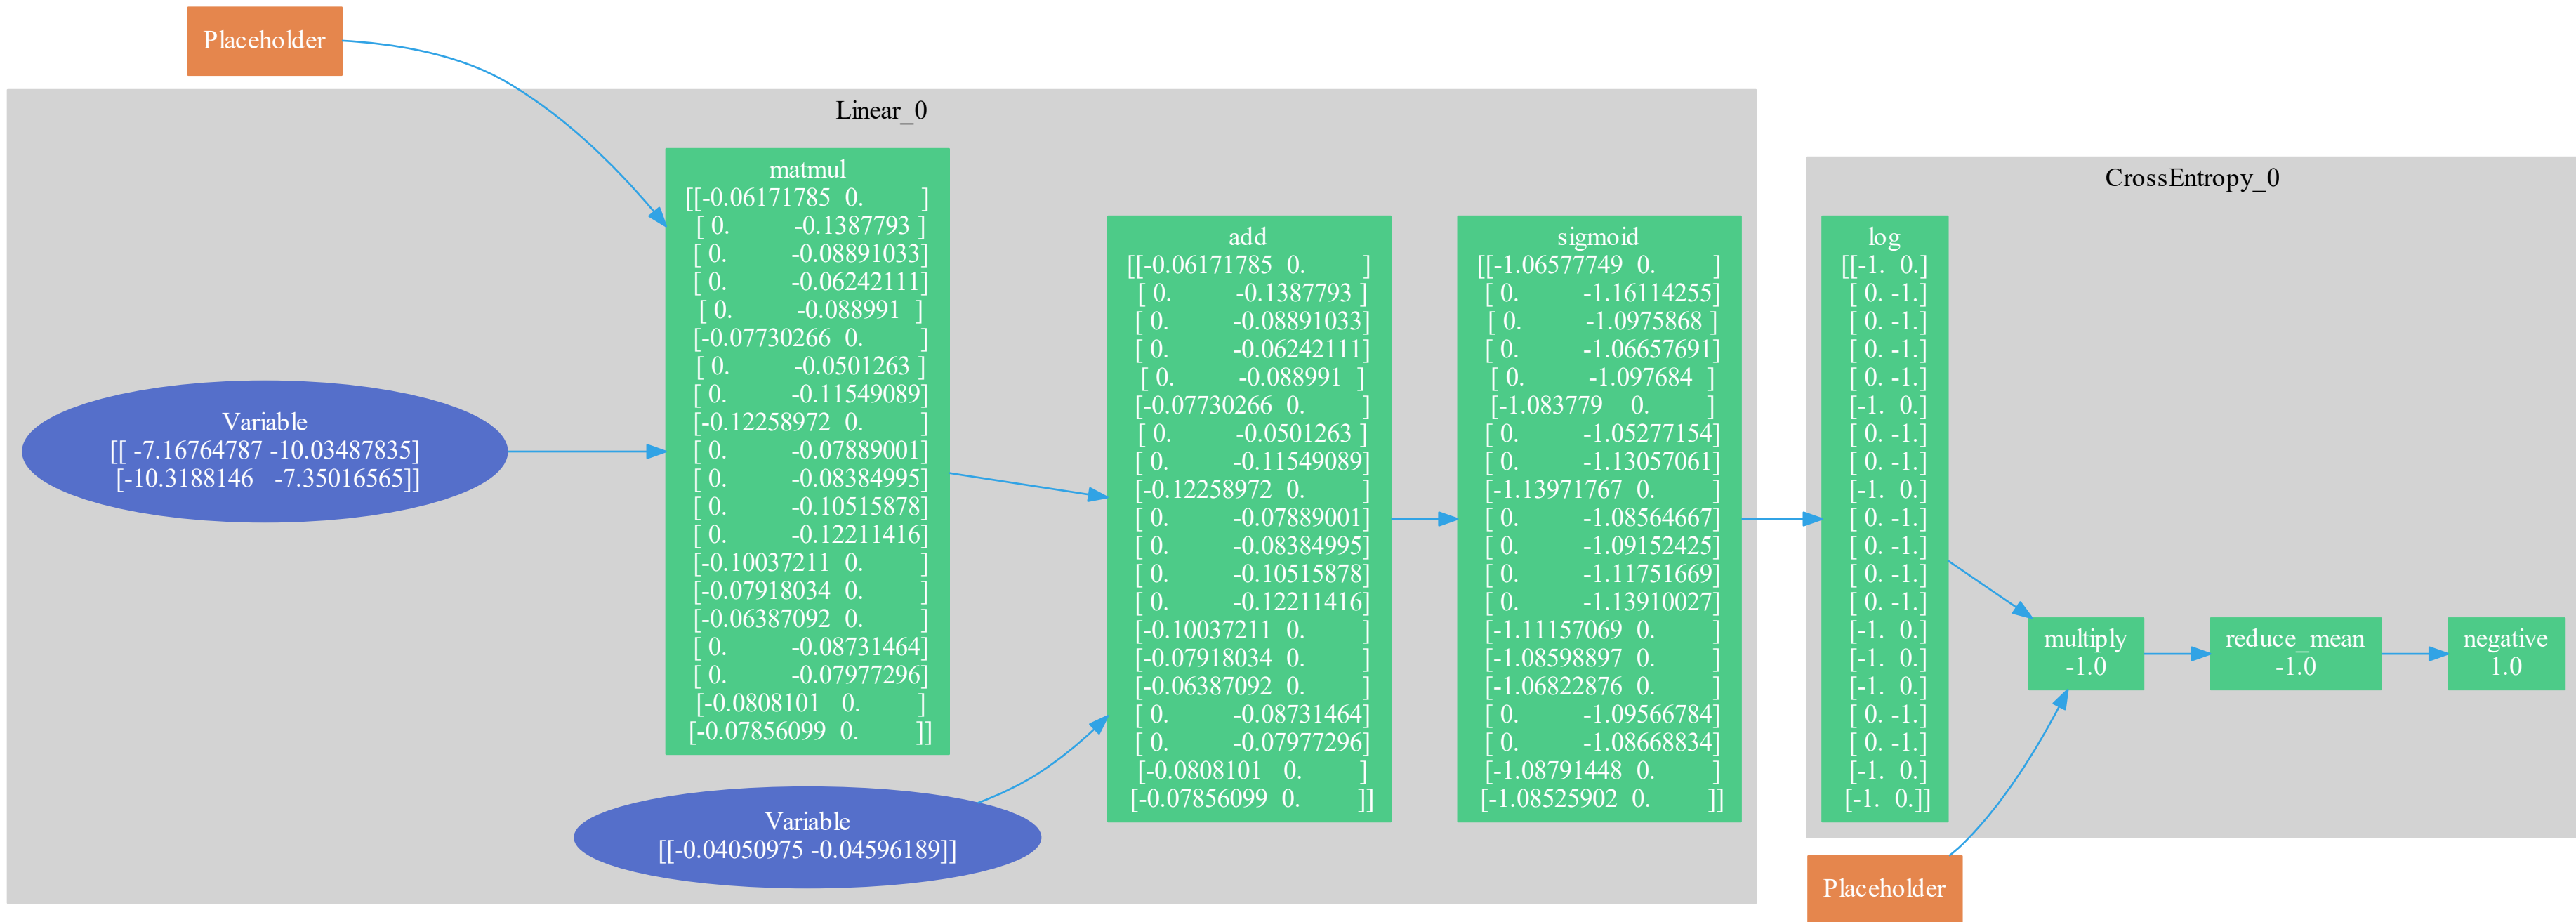 Placeholder
Linear_0
matmul
[[-0.06171785 0. ]
[ 0. -0.1387793 ]
[ 0. -0.08891033]
[ 0. -0.06242111]
[ 0. -0.088991 ]
[-0.07730266 0. ]
[ 0. -0.0501263 ]
[ 0. -0.11549089]
[-0.12258972 0. ]
[ 0. -0.07889001]
[ 0. -0.08384995]
[ 0. -0.10515878]
[ 0. -0.12211416]
[-0.10037211 0. ]
[-0.07918034 0. ]
[-0.06387092 0. ]
[ 0. -0.08731464]
[ 0. -0.07977296]
[-0.0808101 0. ]
[-0.07856099 0. ]]
Variable
[[ -7.16764787 -10.03487835]
[-10.3188146 -7.35016565]]
Variable
[[-0.04050975 -0.04596189]]
add
[[-0.06171785 0. ]
[ 0. -0.1387793 ]
[ 0. -0.08891033]
[ 0. -0.06242111]
[ 0. -0.088991 ]
[-0.07730266 0. ]
[ 0. -0.0501263 ]
[ 0. -0.11549089]
[-0.12258972 0. ]
[ 0. -0.07889001]
[ 0. -0.08384995]
[ 0. -0.10515878]
[ 0. -0.12211416]
[-0.10037211 0. ]
[-0.07918034 0. ]
[-0.06387092 0. ]
[ 0. -0.08731464]
[ 0. -0.07977296]
[-0.0808101 0. ]
[-0.07856099 0. ]]
sigmoid
[[-1.06577749 0. ]
[ 0. -1.16114255]
[ 0. -1.0975868 ]
[ 0. -1.06657691]
[ 0. -1.097684 ]
[-1.083779 0. ]
[ 0. -1.05277154]
[ 0. -1.13057061]
[-1.13971767 0. ]
[ 0. -1.08564667]
[ 0. -1.09152425]
[ 0. -1.11751669]
[ 0. -1.13910027]
[-1.11157069 0. ]
[-1.08598897 0. ]
[-1.06822876 0. ]
[ 0. -1.09566784]
[ 0. -1.08668834]
[-1.08791448 0. ]
[-1.08525902 0. ]]
CrossEntropy_0
log
[[-1. 0.]
[ 0. -1.]
[ 0. -1.]
[ 0. -1.]
[ 0. -1.]
[-1. 0.]
[ 0. -1.]
[ 0. -1.]
[-1. 0.]
[ 0. -1.]
[ 0. -1.]
[ 0. -1.]
[ 0. -1.]
[-1. 0.]
[-1. 0.]
[-1. 0.]
[ 0. -1.]
[ 0. -1.]
[-1. 0.]
[-1. 0.]]
multiply
-1.0
reduce_mean
-1.0
negative
1.0
Placeholder